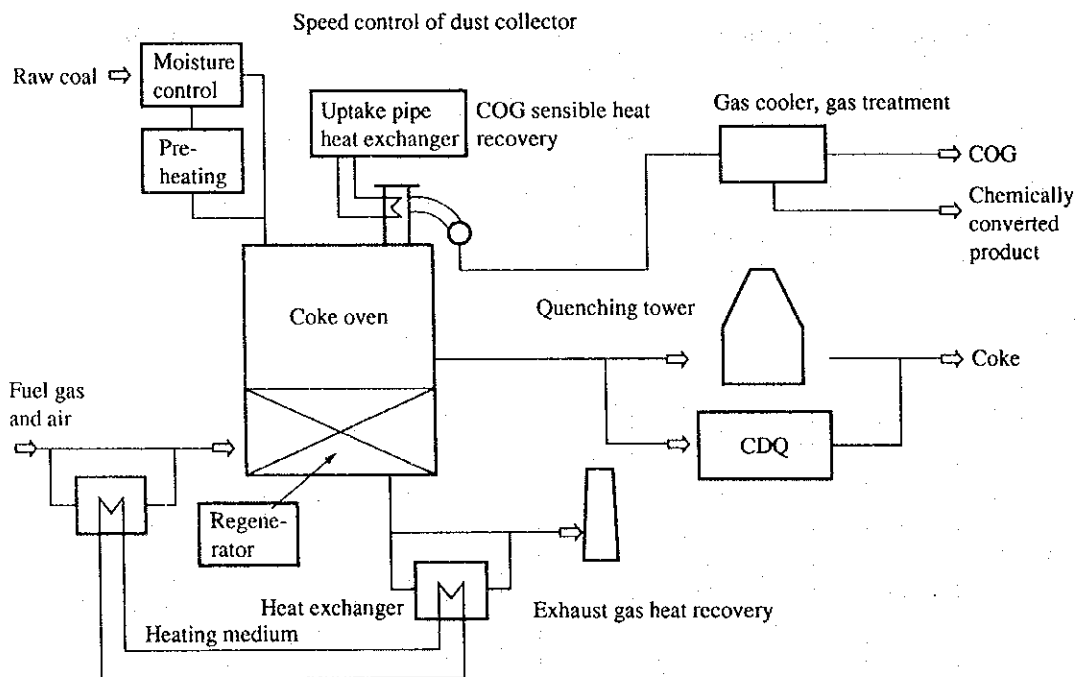 Speed control of dust collector
Raw coal
Moisture
control
Pre-
heating
Uptake pipe
heat exchanger
COG sensible heat
recovery
Gas cooler, gas treatment
COG
Chemically
converted
product
Coke oven
Quenching tower
Coke
CDQ
Fuel gas
and air
Regene-
rator
Heat exchanger
Heating medium
Exhaust gas heat recovery